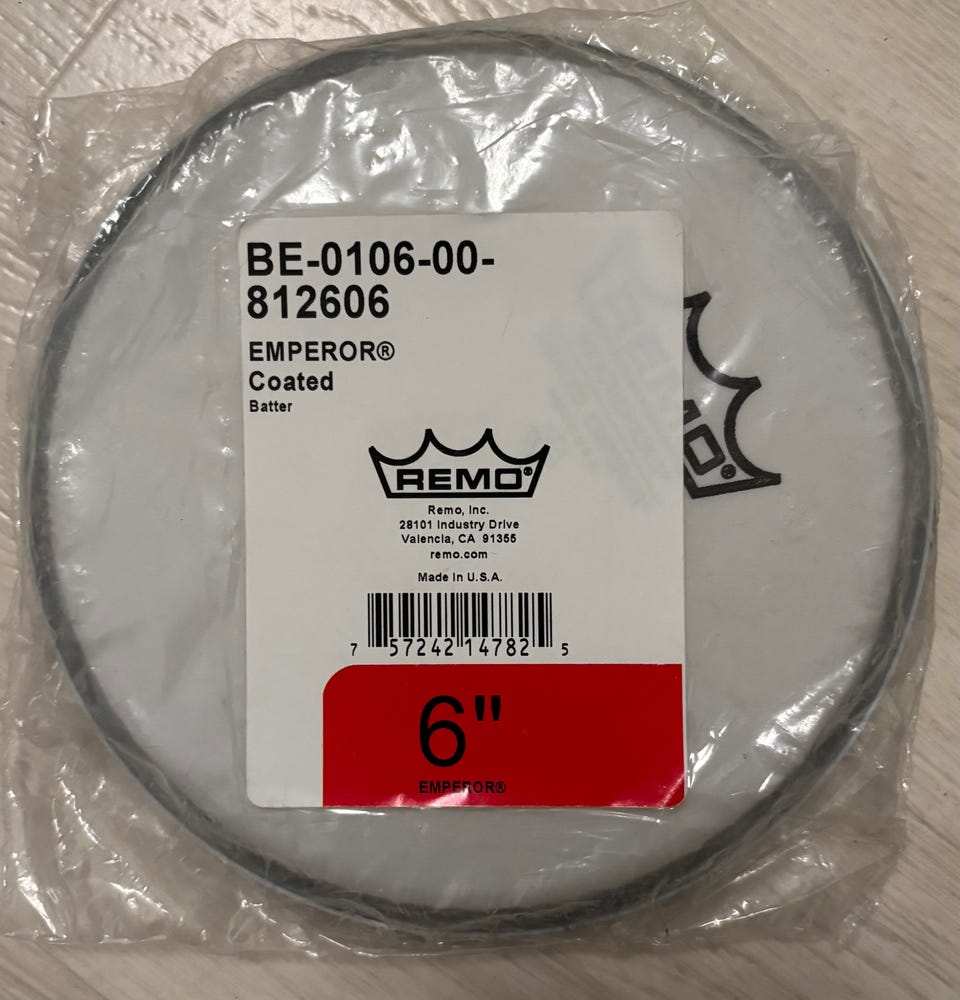 BE-0106-00-
812606
EMPEROR®
Coated
Batter
REMO®
Remo, Inc.
28101 Industry Drive
Valencia, CA 91355
remo.com
Made in U.S.A.
7 57242 14782 5
6"
EMPEROR®